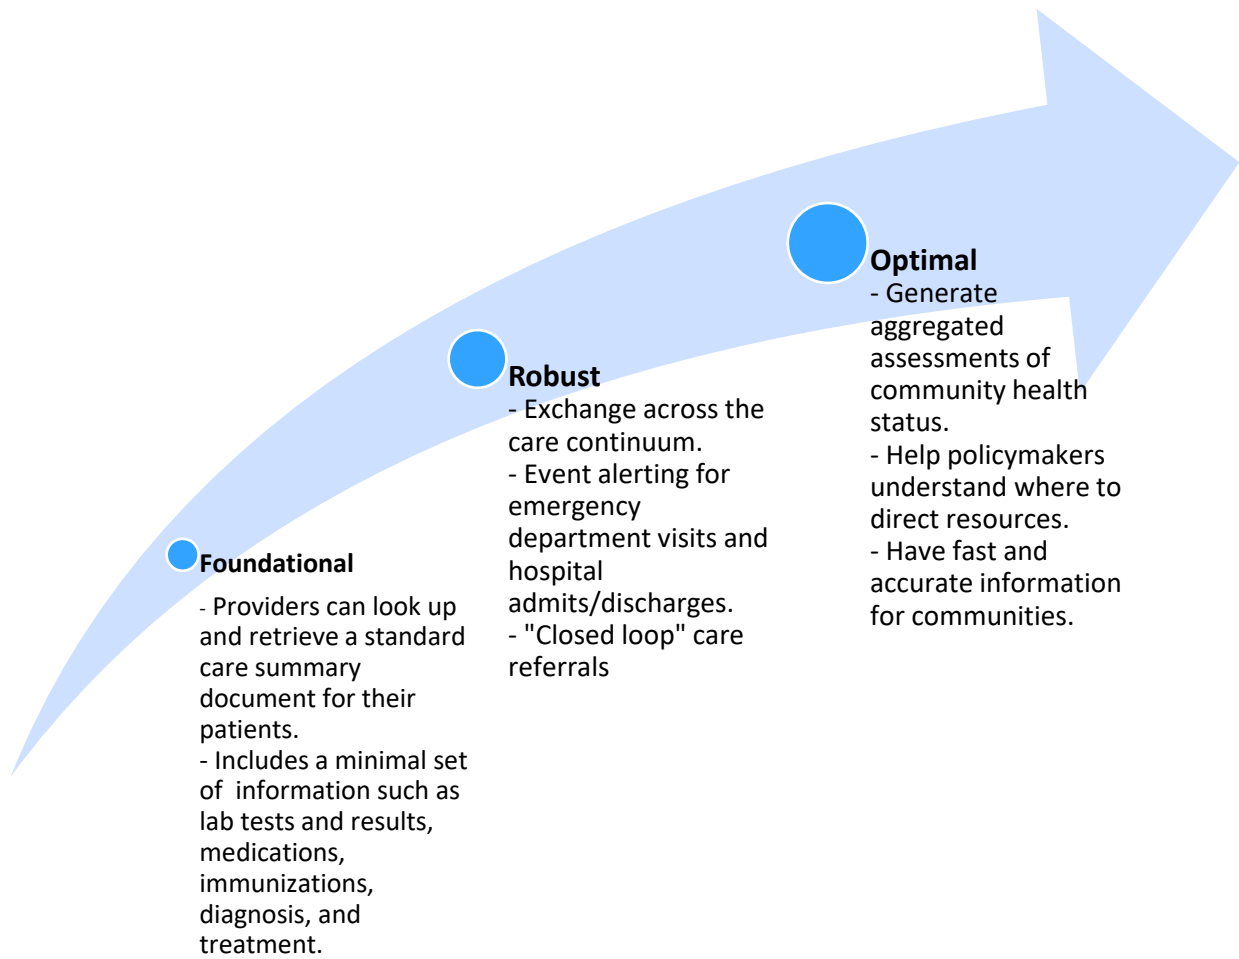 Foundational
- Providers can look up
and retrieve a standard
care summary
document for their
patients.
- Includes a minimal set
of  information such as
lab tests and results,
medications,
immunizations,
diagnosis, and
treatment.
Robust
- Exchange across the
care continuum.
- Event alerting for
emergency
department visits and
hospital
admits/discharges.
- "Closed loop" care
referrals
Optimal
- Generate
aggregated
assessments of
community health
status.
- Help policymakers
understand where to
direct resources.
- Have fast and
accurate information
for communities.